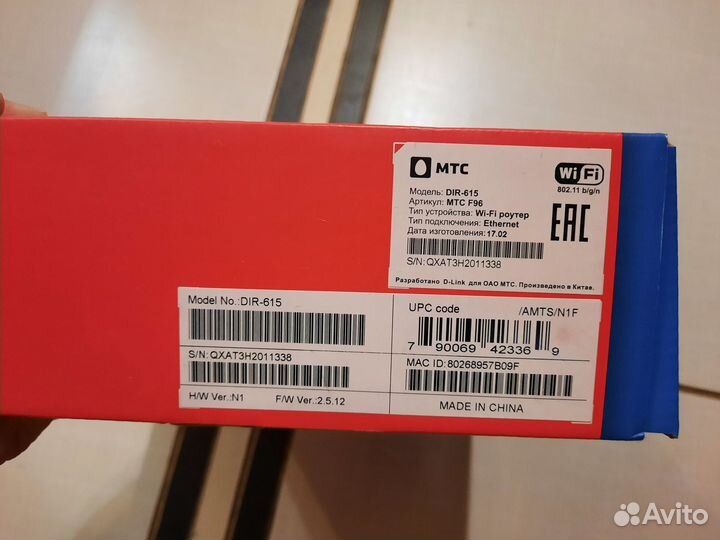 МТС
Wi Fi
802.11 b/g/n
Модель: DIR-615
Артикул: МТС F96
Тип устройства: Wi-Fi роутер
Тип подключения: Ethernet
Дата изготовления: 17.02
EAC
S/N: QXAT3H2011338
Разработано D-Link для ОАО МТС. Произведено в Китае.
Model No.:DIR-615
S/N: QXAT3H2011338
H/W Ver.:N1 F/W Ver.:2.5.12
UPC code /AMTS/N1F
7 90069 42336 9
MAC ID: 80268957B09F
MADE IN CHINA
Avito